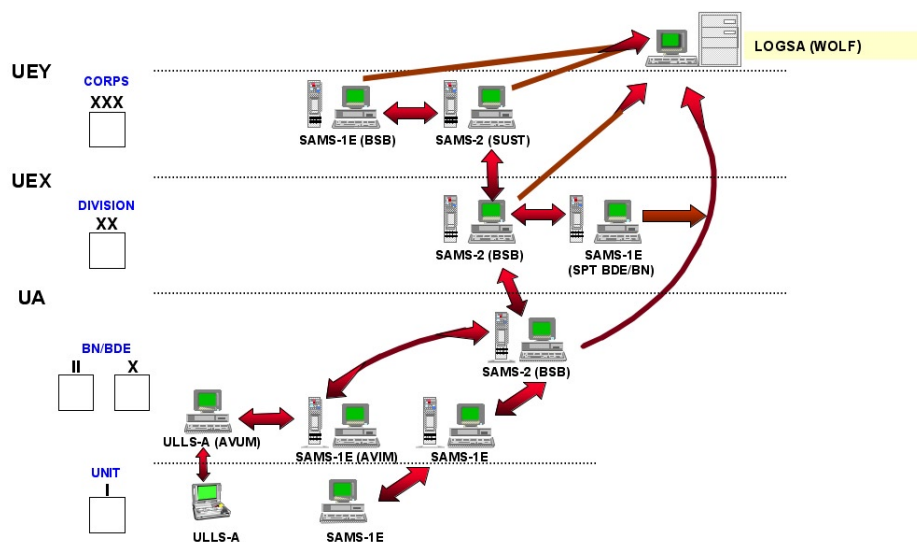 LOGSA (WOLF)
UEY
CORPS
XXX
SAMS-1E (BSB)
SAMS-2 (SUST)
UEX
DIVISION
XX
SAMS-2 (BSB)
SAMS-1E
(SPT BDE/BN)
UA
BN/BDE
II
X
SAMS-2 (BSB)
ULLS-A (AVUM)
SAMS-1E (AVIM)
SAMS-1E
UNIT
I
ULLS-A
SAMS-1E